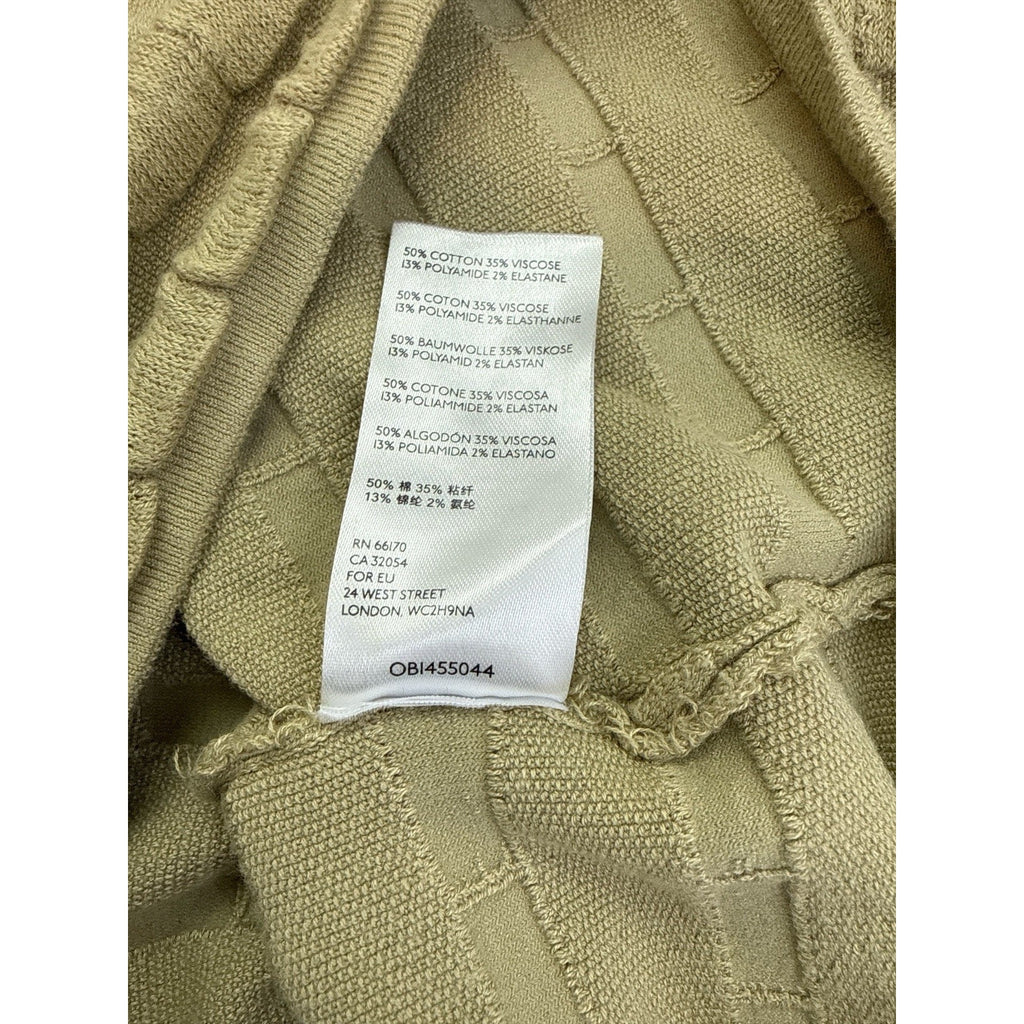 50% COTTON 35% VISCOSE
13% POLYAMIDE 2% ELASTANE
50% COTON 35% VISCOSE
13% POLYAMIDE 2% ELASTHANNE
50% BAUMWOLLE 35% VISKOSE
13% POLYAMID 2% ELASTAN
50% COTONE 35% VISCOSA
13% POLIAMMIDE 2% ELASTAN
50% ALGODÓN 35% VISCOSA
13% POLIAMIDA 2% ELASTANO
50% 棉 35% 粘纤
13% 锦纶 2% 氨纶
RN 66170
CA 32054
FOR EU
24 WEST STREET
LONDON, WC2H9NA
OB1455044